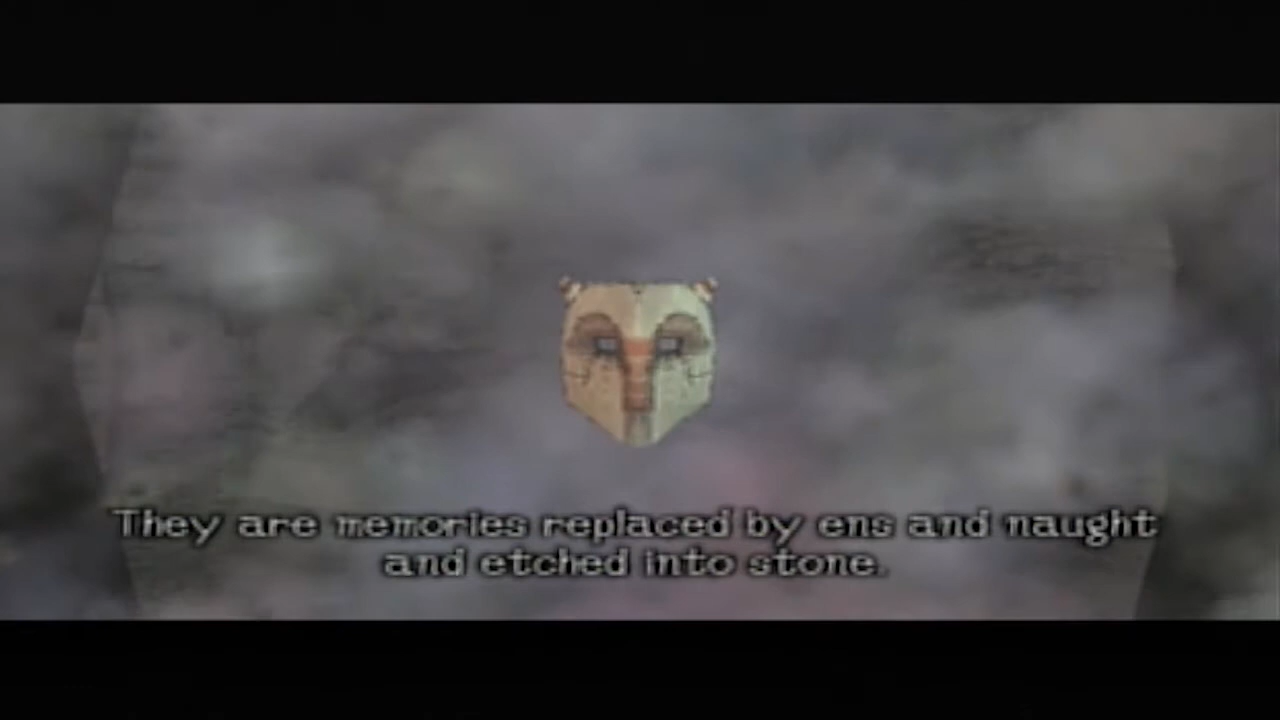 They are memories replaced by ens and naught
and etched into stone.